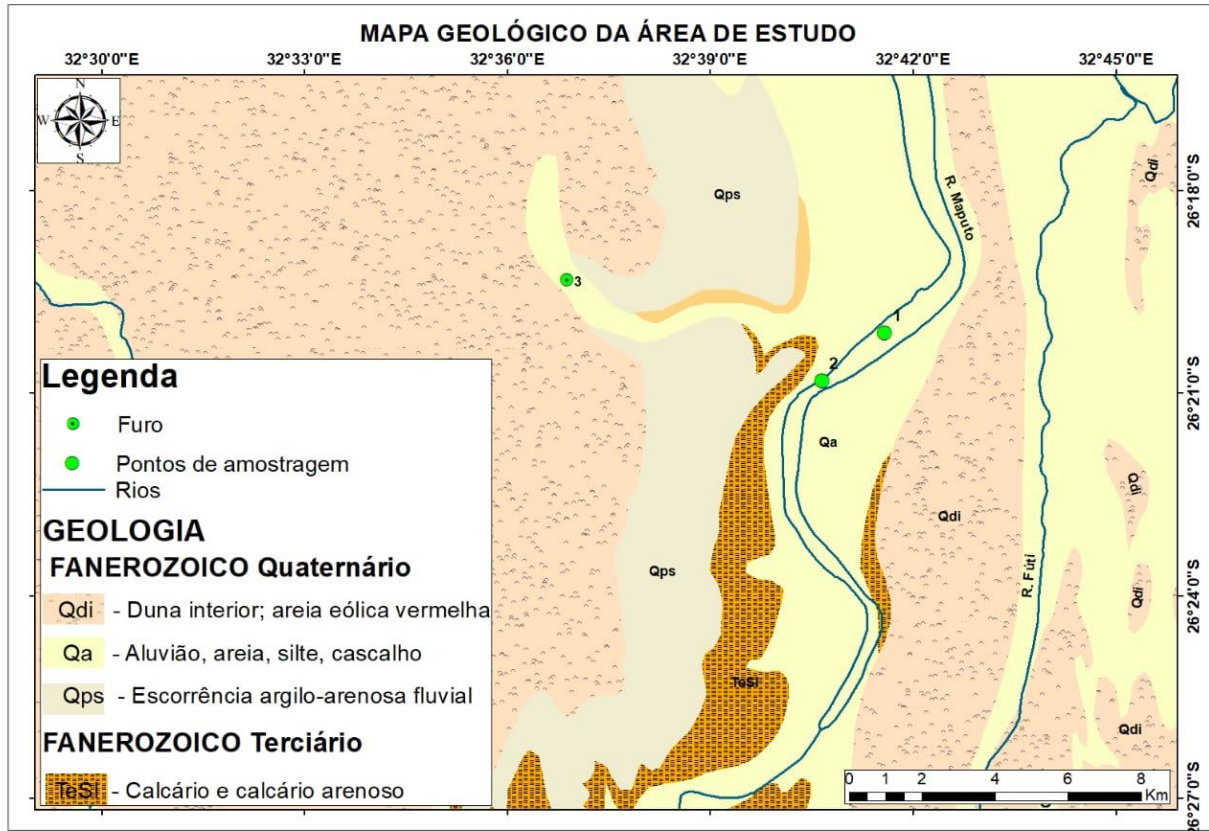 MAPA GEOLÓGICO DA ÁREA DE ESTUDO
32°30'0"E 32°33'0"E 32°36'0"E 32°39'0"E 32°42'0"E 32°45'0"E
N
W E
S
26°18'0"S
26°21'0"S
26°24'0"S
26°27'0"S
Qps
R. Maputo
Qdi
3
1
2
Qa
Qdi
Qdi
Qps
R. Fúti
Qdi
TeSl
Qdi
Legenda
Furo
Pontos de amostragem
Rios
GEOLOGIA
FANEROZOICO Quaternário
Qdi - Duna interior; areia eólica vermelha
Qa - Aluvião, areia, silte, cascalho
Qps - Escorrência argilo-arenosa fluvial
FANEROZOICO Terciário
TeSl - Calcário e calcário arenoso
0 1 2 4 6 8
Km